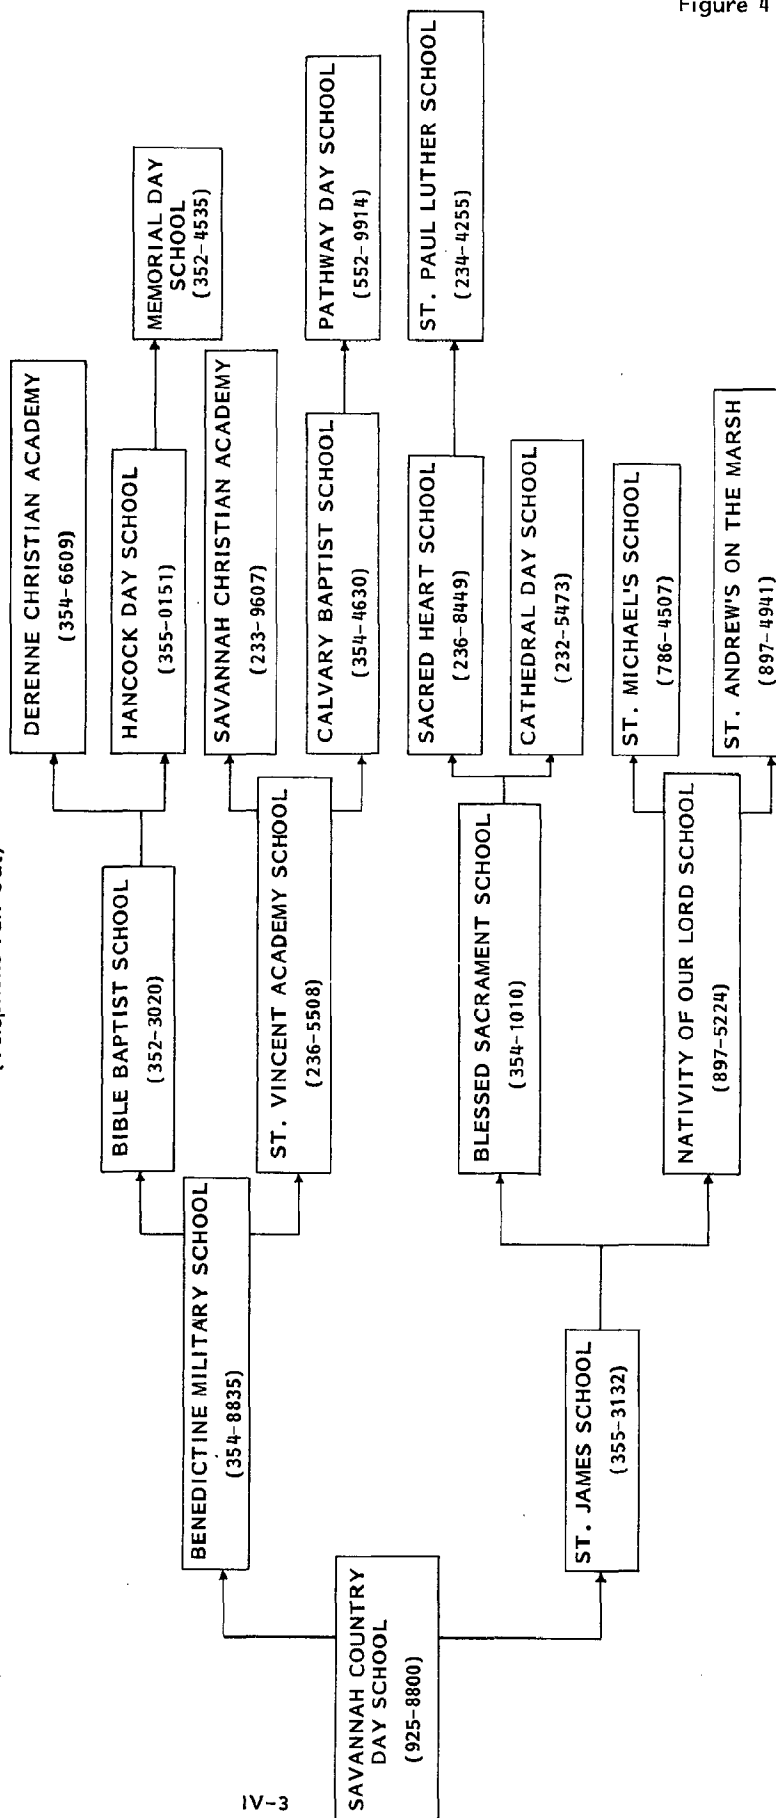 Figure 4
(Telephone Fan-Out)
SAVANNAH COUNTRY
DAY SCHOOL
(925-8800)
BENEDICTINE MILITARY SCHOOL
(354-8835)
ST. JAMES SCHOOL
(355-3132)
BIBLE BAPTIST SCHOOL
(352-3020)
ST. VINCENT ACADEMY SCHOOL
(236-5508)
BLESSED SACRAMENT SCHOOL
(354-1010)
NATIVITY OF OUR LORD SCHOOL
(897-5224)
DERENNE CHRISTIAN ACADEMY
(354-6609)
HANCOCK DAY SCHOOL
(355-0151)
SAVANNAH CHRISTIAN ACADEMY
(233-9607)
CALVARY BAPTIST SCHOOL
(354-4630)
SACRED HEART SCHOOL
(236-8449)
CATHEDRAL DAY SCHOOL
(232-5473)
ST. MICHAEL'S SCHOOL
(786-4507)
ST. ANDREW'S ON THE MARSH
(897-4941)
MEMORIAL DAY
SCHOOL
(352-4535)
PATHWAY DAY SCHOOL
(552-9914)
ST. PAUL LUTHER SCHOOL
(234-4255)
IV-3